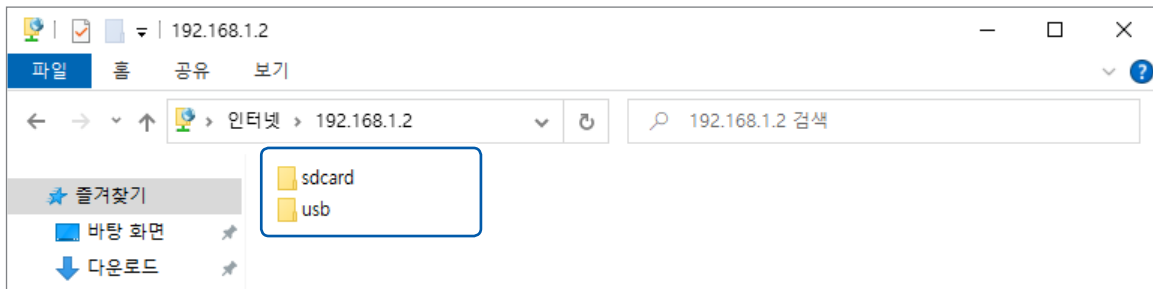 192.168.1.2
파일 홈 공유 보기
인터넷 > 192.168.1.2
192.168.1.2 검색
즐겨찾기
바탕 화면
다운로드
sdcard
usb